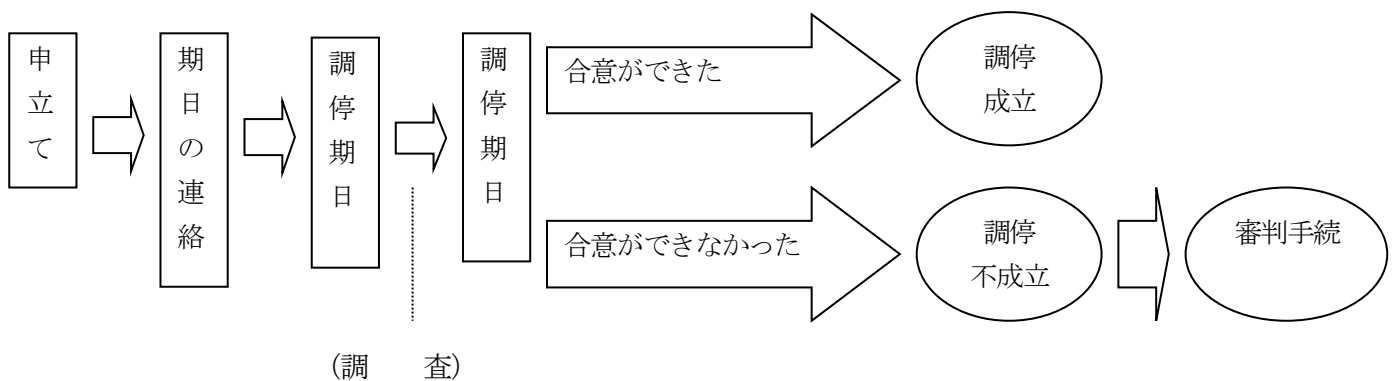 申立て
期日の連絡
調停期日
調停期日
合意ができた
調停
成立
合意ができなかった
調停
不成立
審判手続
(調　　査)